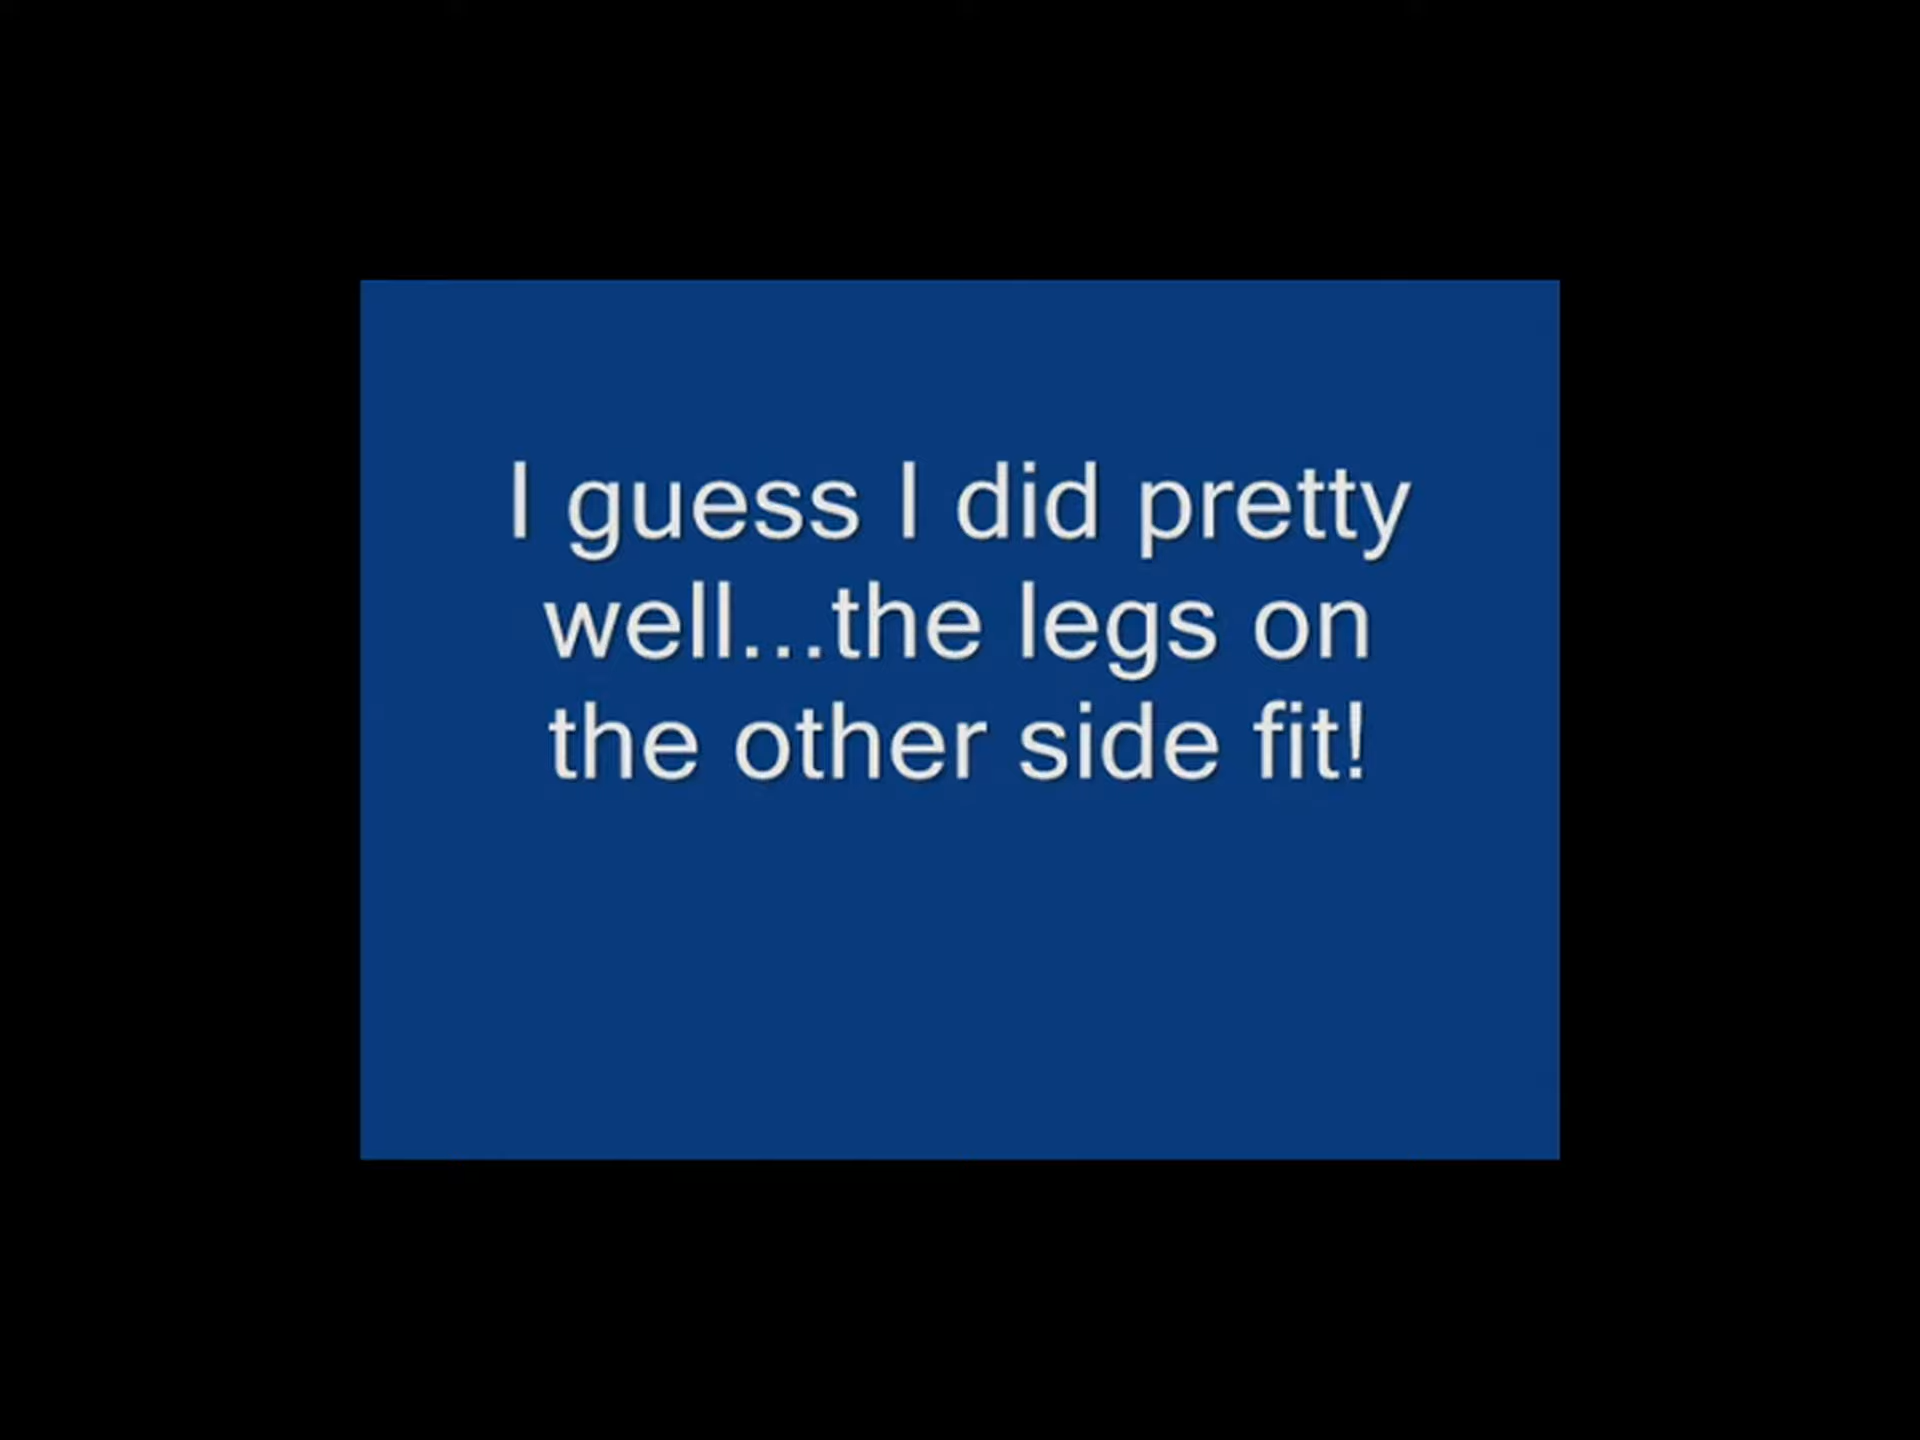 I guess I did pretty
well...the legs on
the other side fit!